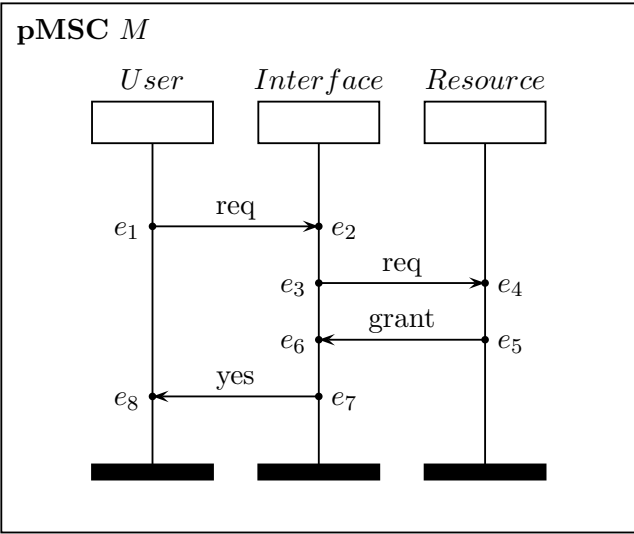 pMSC M
User Interface Resource
req
e1 e2
req
e3 e4
grant
e6 e5
yes
e8 e7